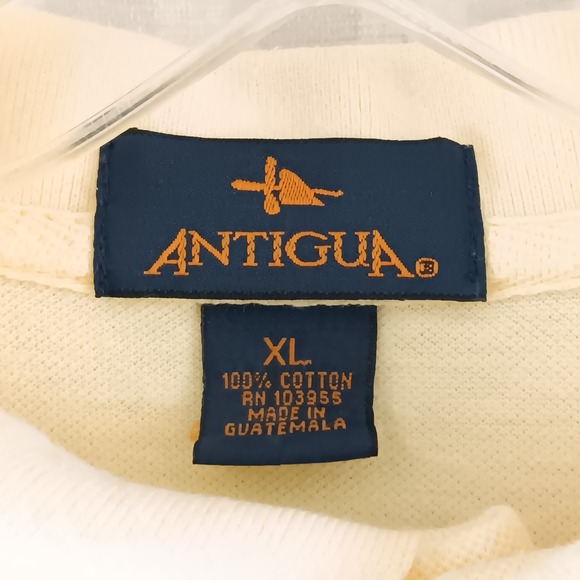 ANTIGUA®
XL
100% COTTON
RN 103955
MADE IN
GUATEMALA